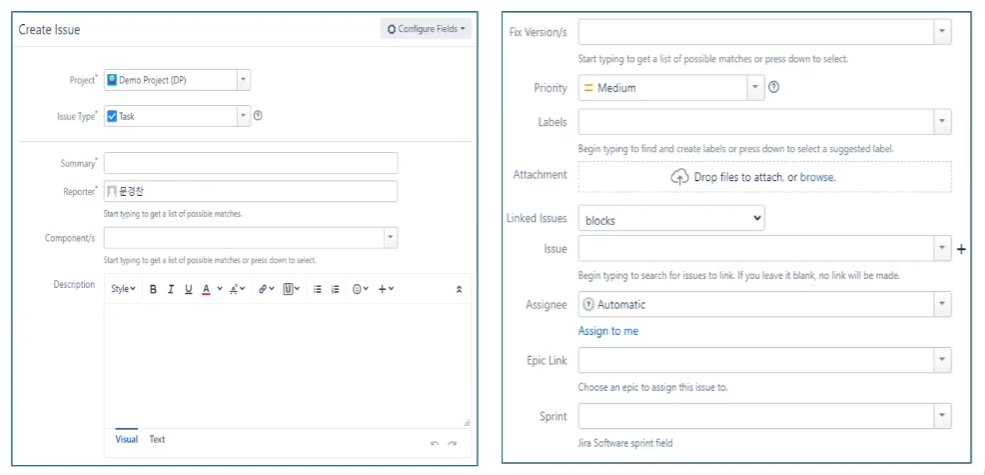 Create Issue
Configure Fields
Project*
Demo Project (DP)
Issue Type*
Task
Summary*
Reporter*
문경찬
Start typing to get a list of possible matches.
Component/s
Start typing to get a list of possible matches or press down to select.
Description
Style B I U A
Visual Text
Fix Version/s
Start typing to get a list of possible matches or press down to select.
Priority
Medium
Labels
Begin typing to find and create labels or press down to select a suggested label.
Attachment
Drop files to attach, or browse.
Linked Issues
blocks
Issue
Begin typing to search for issues to link. If you leave it blank, no link will be made.
Assignee
Automatic
Assign to me
Epic Link
Choose an epic to assign this issue to.
Sprint
Jira Software sprint field